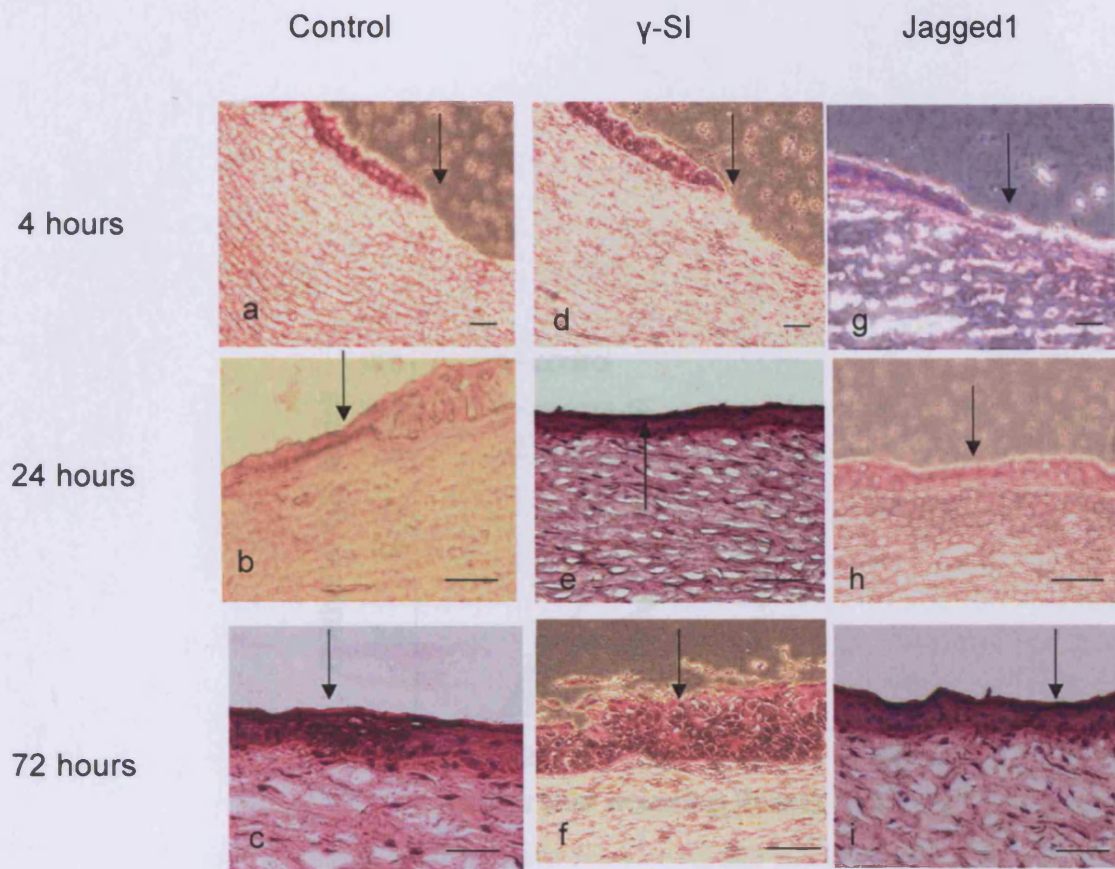 Control γ-SI Jagged1
4 hours
a d g
24 hours
b e h
72 hours
c f i